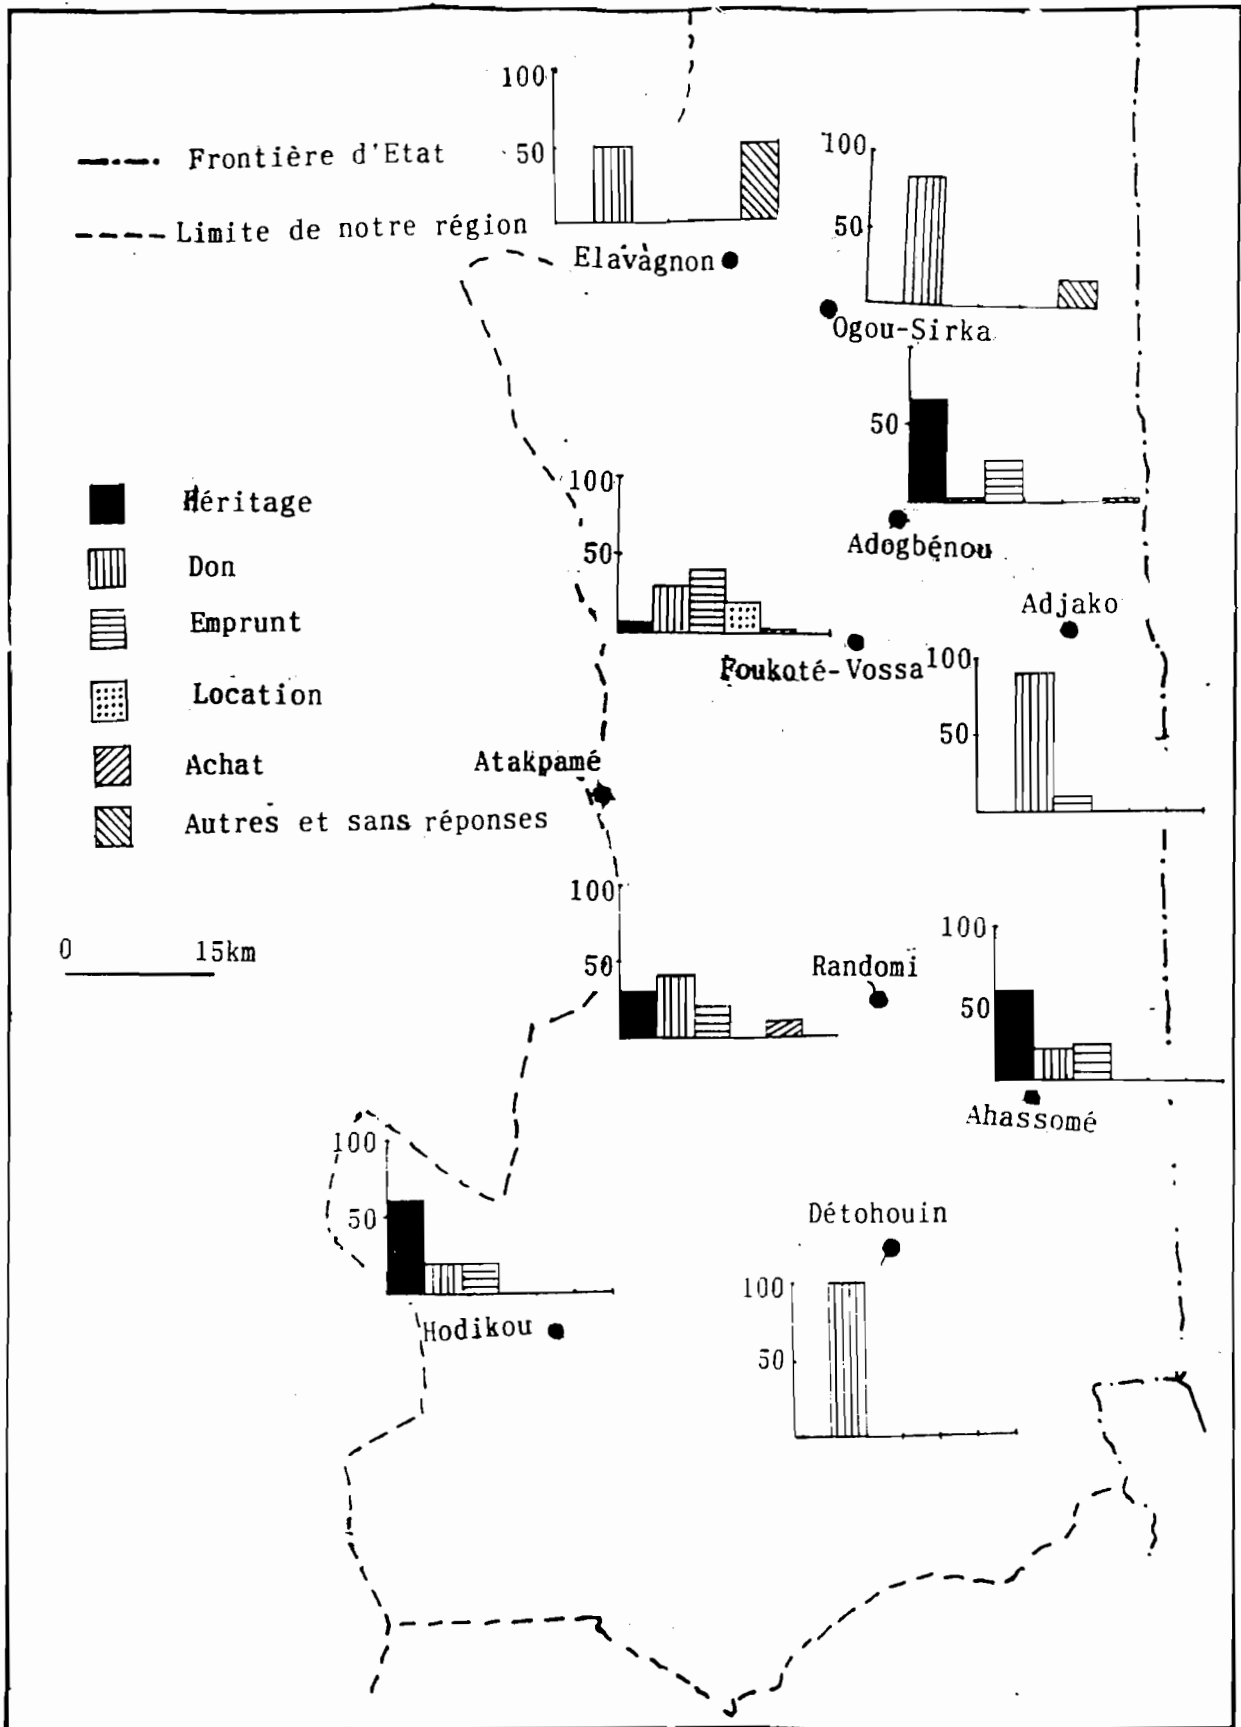 Frontière d'Etat
Limite de notre région
100
50
Elavagnon
100
50
Ogou-Sirka
50
Adogbénou
Héritage
Don
Emprunt
Location
Achat
Autres et sans réponses
100
50
Poukoté-Vossa
Adjako
100
50
Atakpamé
0 15km
100
50
Randomi
100
50
Ahassomé
100
50
Hodikou
Détohouin
100
50